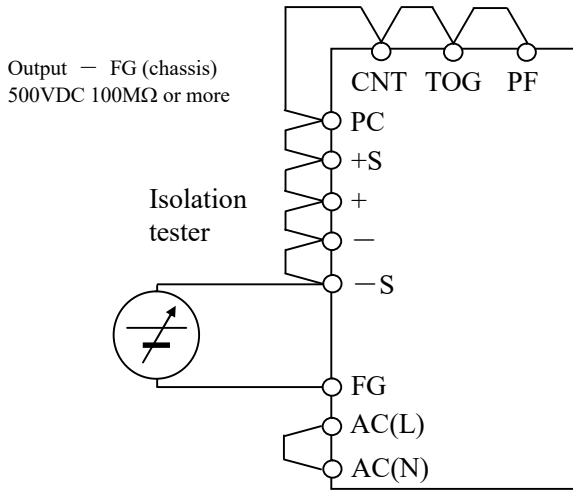 Output － FG (chassis)
500VDC 100MΩ or more
CNT TOG PF
PC
+S
Isolation
tester
+
－
－S
FG
AC(L)
AC(N)